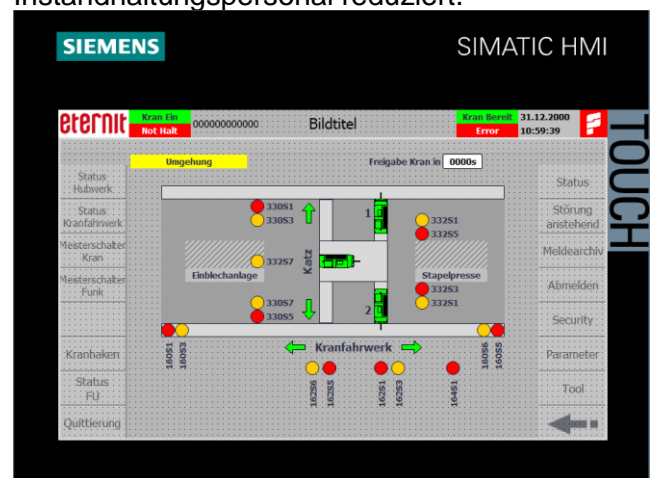 Instandhaltungspersonal reduziert.
SIEMENS
SIMATIC HMI
TOUCH
eternit
Kran Ein
Not Halt
000000000000
Bildtitel
Kran Bereit
Error
31.12.2000
10:59:39
Umgehung
Freigabe Kran in 0000s
Status
Hubwerk
Status
Kranfahrwerk
Meisterschalter
Kran
Meisterschalter
Funk
Kranhaken
Status
FU
Quittierung
330S1
330S3
332S7
330S7
330S5
Einblechanlage
Katz
1
2
332S1
332S5
Stapelpresse
332S3
332S1
160S1
160S3
Kranfahrwerk
160S6
160S5
162S6
162S5
162S1
162S3
164S1
Status
Störung
anstehend
Meldearchiv
Abmelden
Security
Parameter
Tool